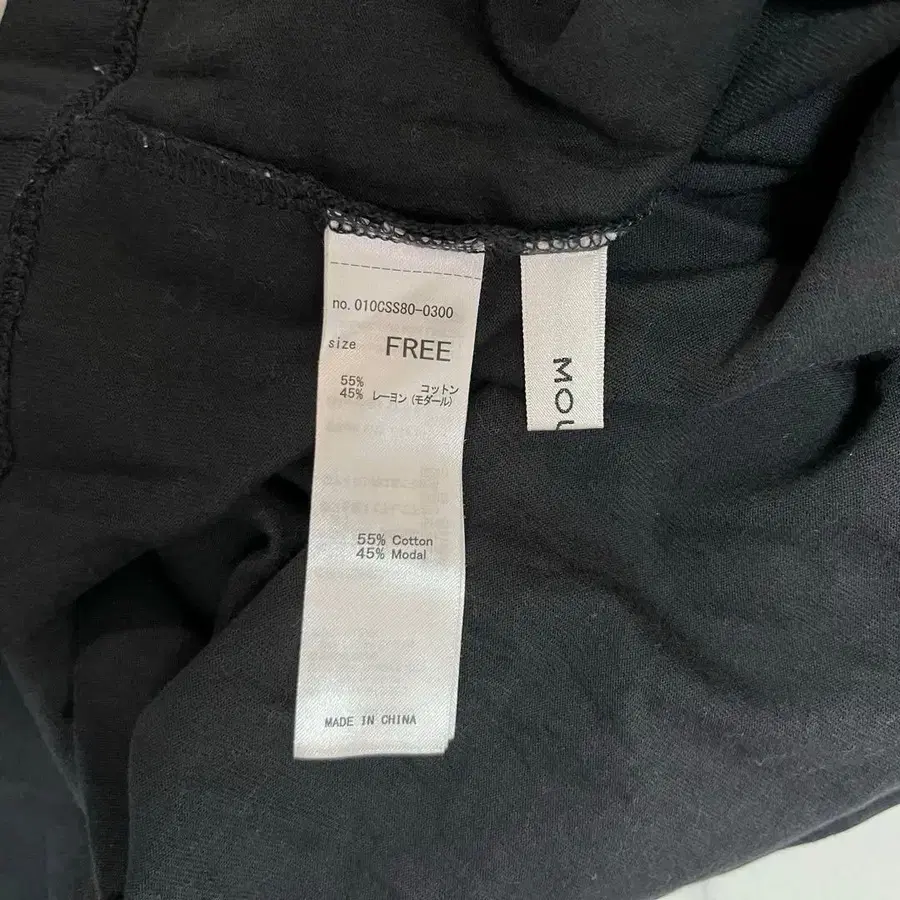 no. 010CSS80-0300
size FREE
55% コットン
45% レーヨン (モダール)
55% Cotton
45% Modal
MADE IN CHINA
MOU